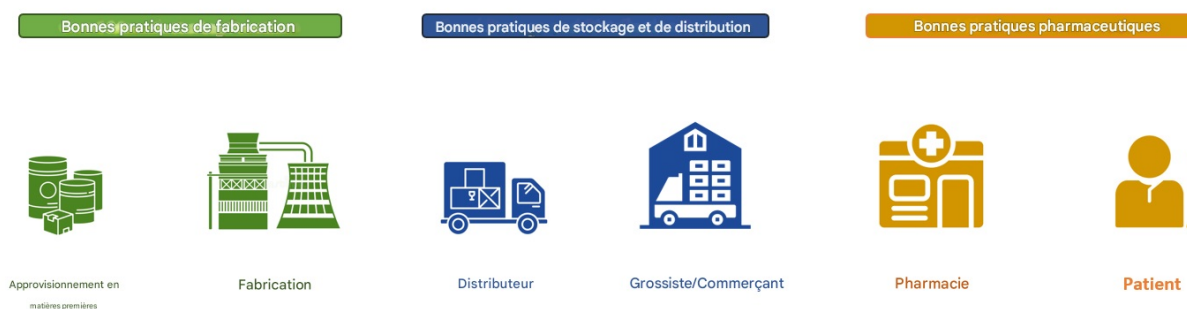 Bonnes pratiques de fabrication
Bonnes pratiques de stockage et de distribution
Bonnes pratiques pharmaceutiques
Approvisionnement en
matières premières
Fabrication
Distributeur
Grossiste/Commerçant
Pharmacie
Patient